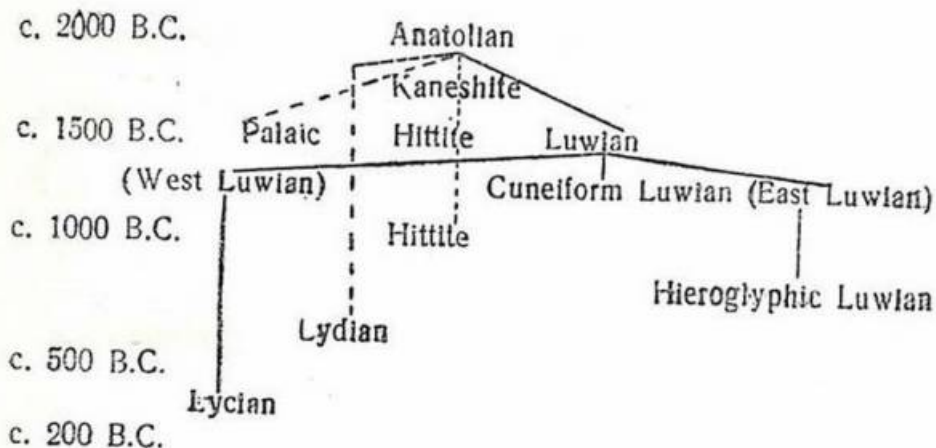 c. 2000 B.C.
Anatolian
Kaneshite
c. 1500 B.C. Palaic Hittite Luwian
(West Luwian) Cuneiform Luwian (East Luwian)
c. 1000 B.C. Hittite
Hieroglyphic Luwian
Lydian
c. 500 B.C.
Lycian
c. 200 B.C.